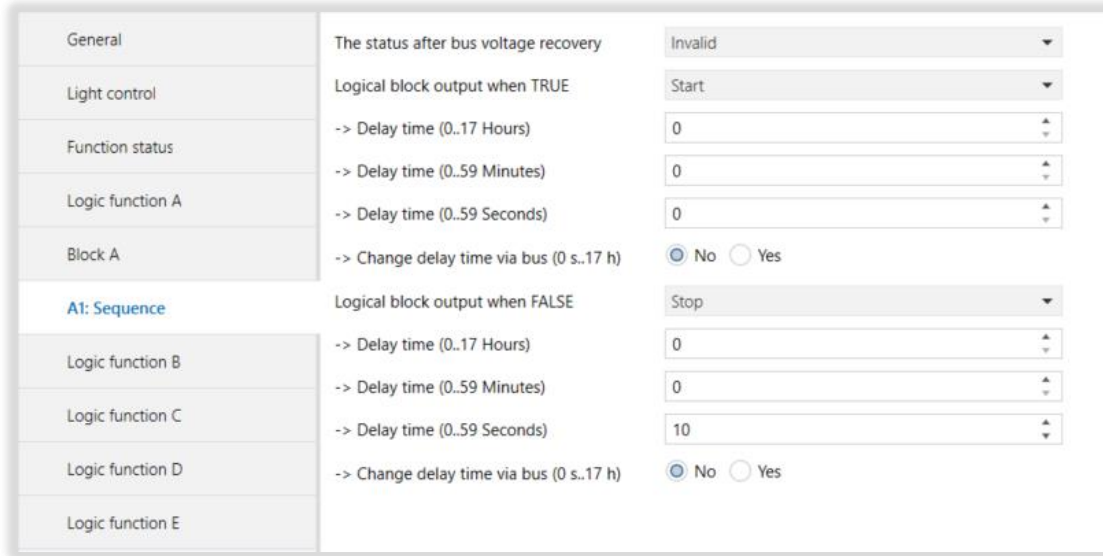 General
Light control
Function status
Logic function A
Block A
A1: Sequence
Logic function B
Logic function C
Logic function D
Logic function E
The status after bus voltage recovery Invalid
Logical block output when TRUE Start
-> Delay time (0..17 Hours) 0
-> Delay time (0..59 Minutes) 0
-> Delay time (0..59 Seconds) 0
-> Change delay time via bus (0 s..17 h) No Yes
Logical block output when FALSE Stop
-> Delay time (0..17 Hours) 0
-> Delay time (0..59 Minutes) 0
-> Delay time (0..59 Seconds) 10
-> Change delay time via bus (0 s..17 h) No Yes